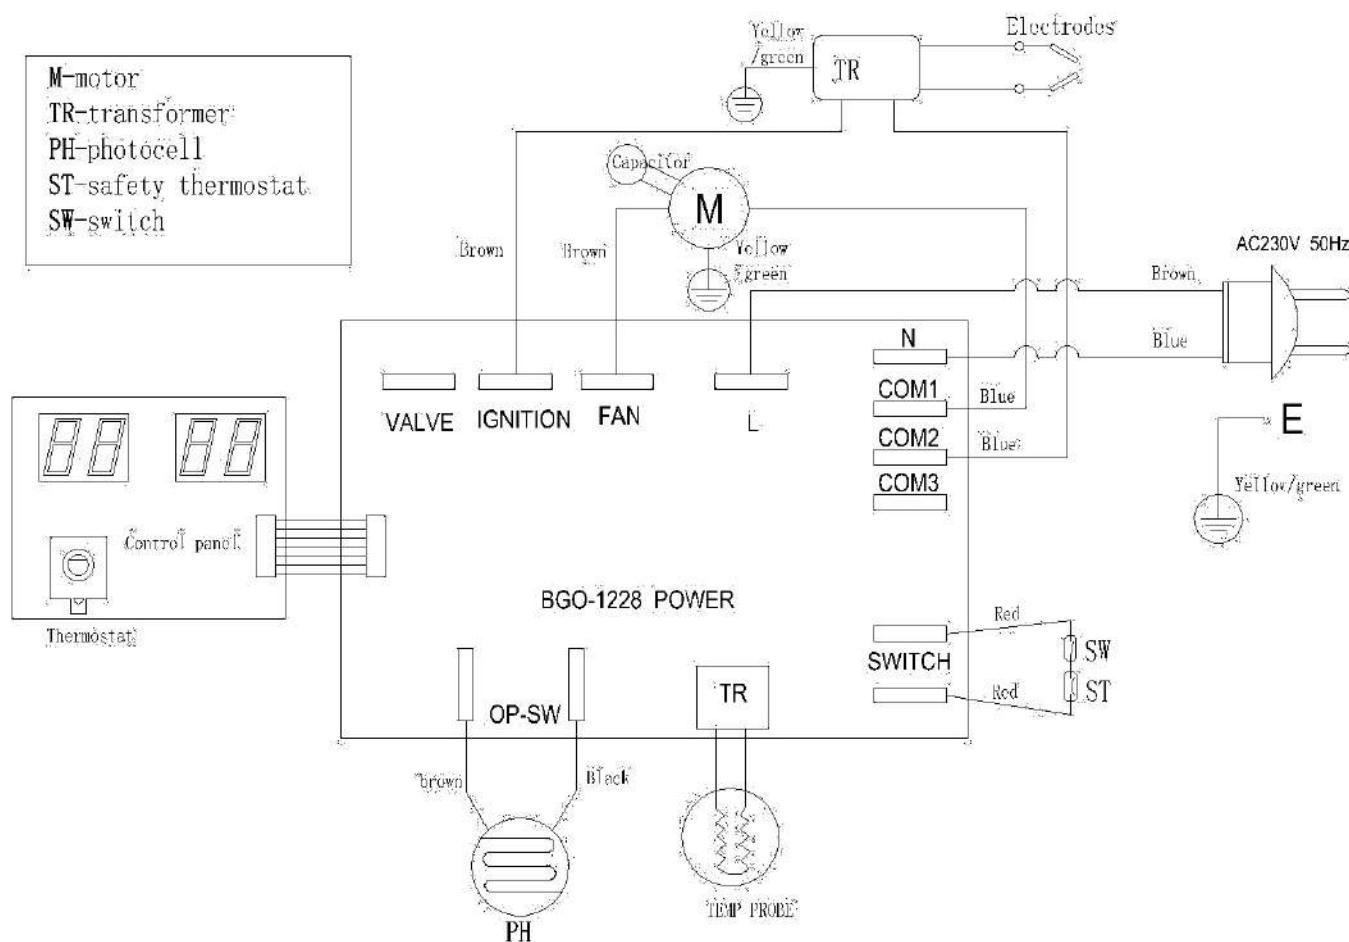 M-motor
TR-transformer
PH-photocell
ST-safety thermostat
SW-switch
Yellow
/green
TR
Electrodes
Capacitor
M
Brown
Brown
Yellow
/green
AC230V 50Hz
Brown
Blue
N
COM1
Blue
COM2
Blue
COM3
VALVE
IGNITION
FAN
L
E
Yellow/green
Control panel
Thermostat
BGO-1228 POWER
Red
SWITCH
SW
Red
ST
OP-SW
TR
brown
Black
PH
TEMP PROBE